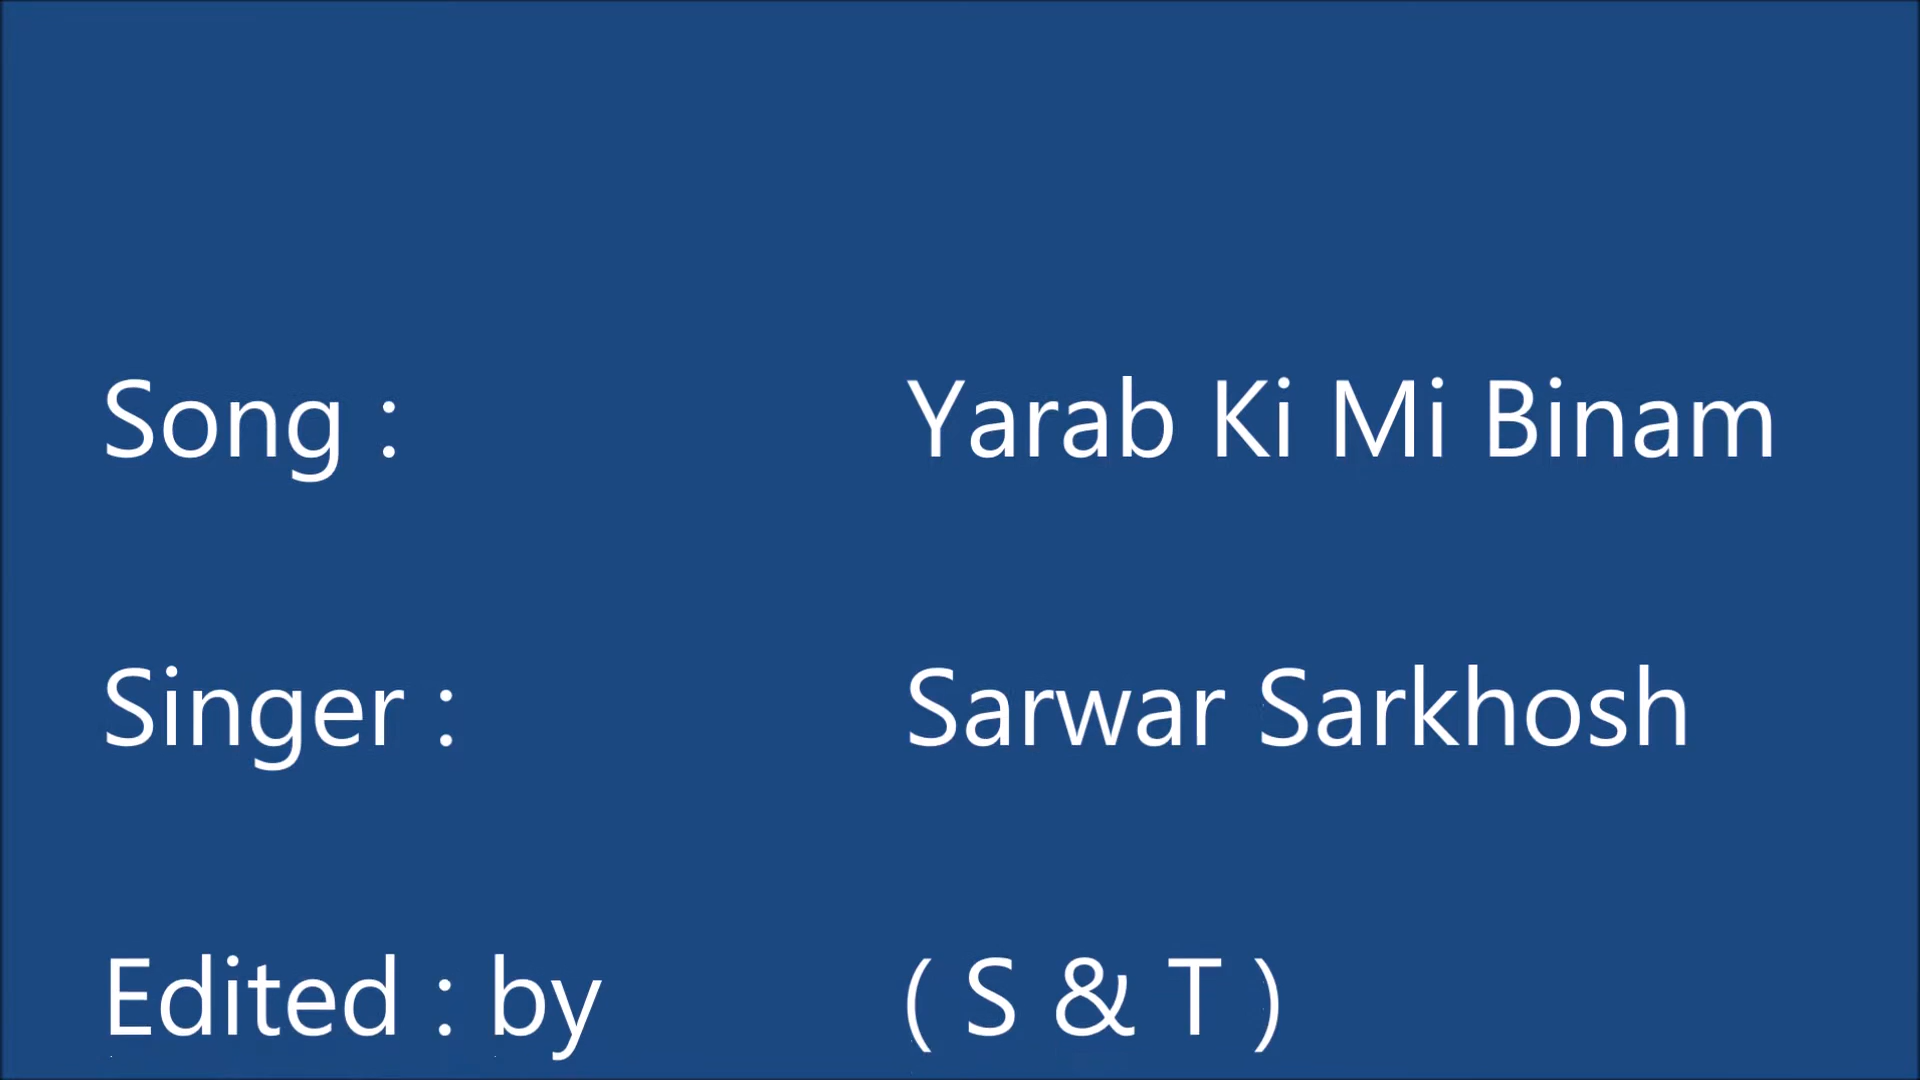 Song : Yarab Ki Mi Binam
Singer : Sarwar Sarkhosh
Edited : by ( S & T )